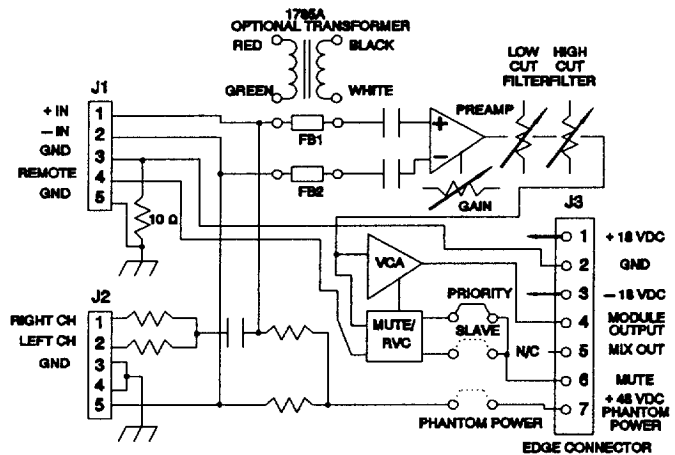 1785A
OPTIONAL TRANSFORMER
RED
BLACK
GREEN
WHITE
LOW CUT FILTER
HIGH CUT FILTER
J1
+ IN
1
- IN
2
GND
3
REMOTE
4
GND
5
10 Ω
FB1
FB2
PREAMP
+
-
GAIN
VCA
MUTE/
RVC
PRIORITY
SLAVE
N/C
PHANTOM POWER
J2
RIGHT CH
1
LEFT CH
2
GND
3
4
5
J3
1
+ 18 VDC
2
GND
3
- 18 VDC
4
MODULE
OUTPUT
5
MIX OUT
6
MUTE
7
+ 48 VDC
PHANTOM
POWER
EDGE CONNECTOR